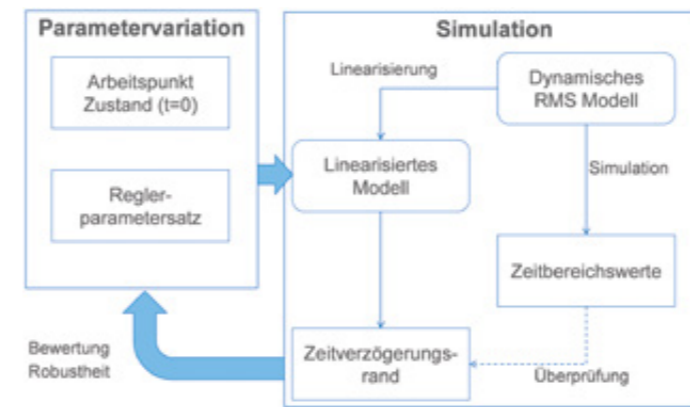 Parametervariation
Arbeitspunkt
Zustand (t=0)
Regler-
parametersatz
Bewertung
Robustheit
Simulation
Linearisierung
Dynamisches
RMS Modell
Linearisiertes
Modell
Simulation
Zeitbereichswerte
Zeitverzögerungs-
rand
Überprüfung